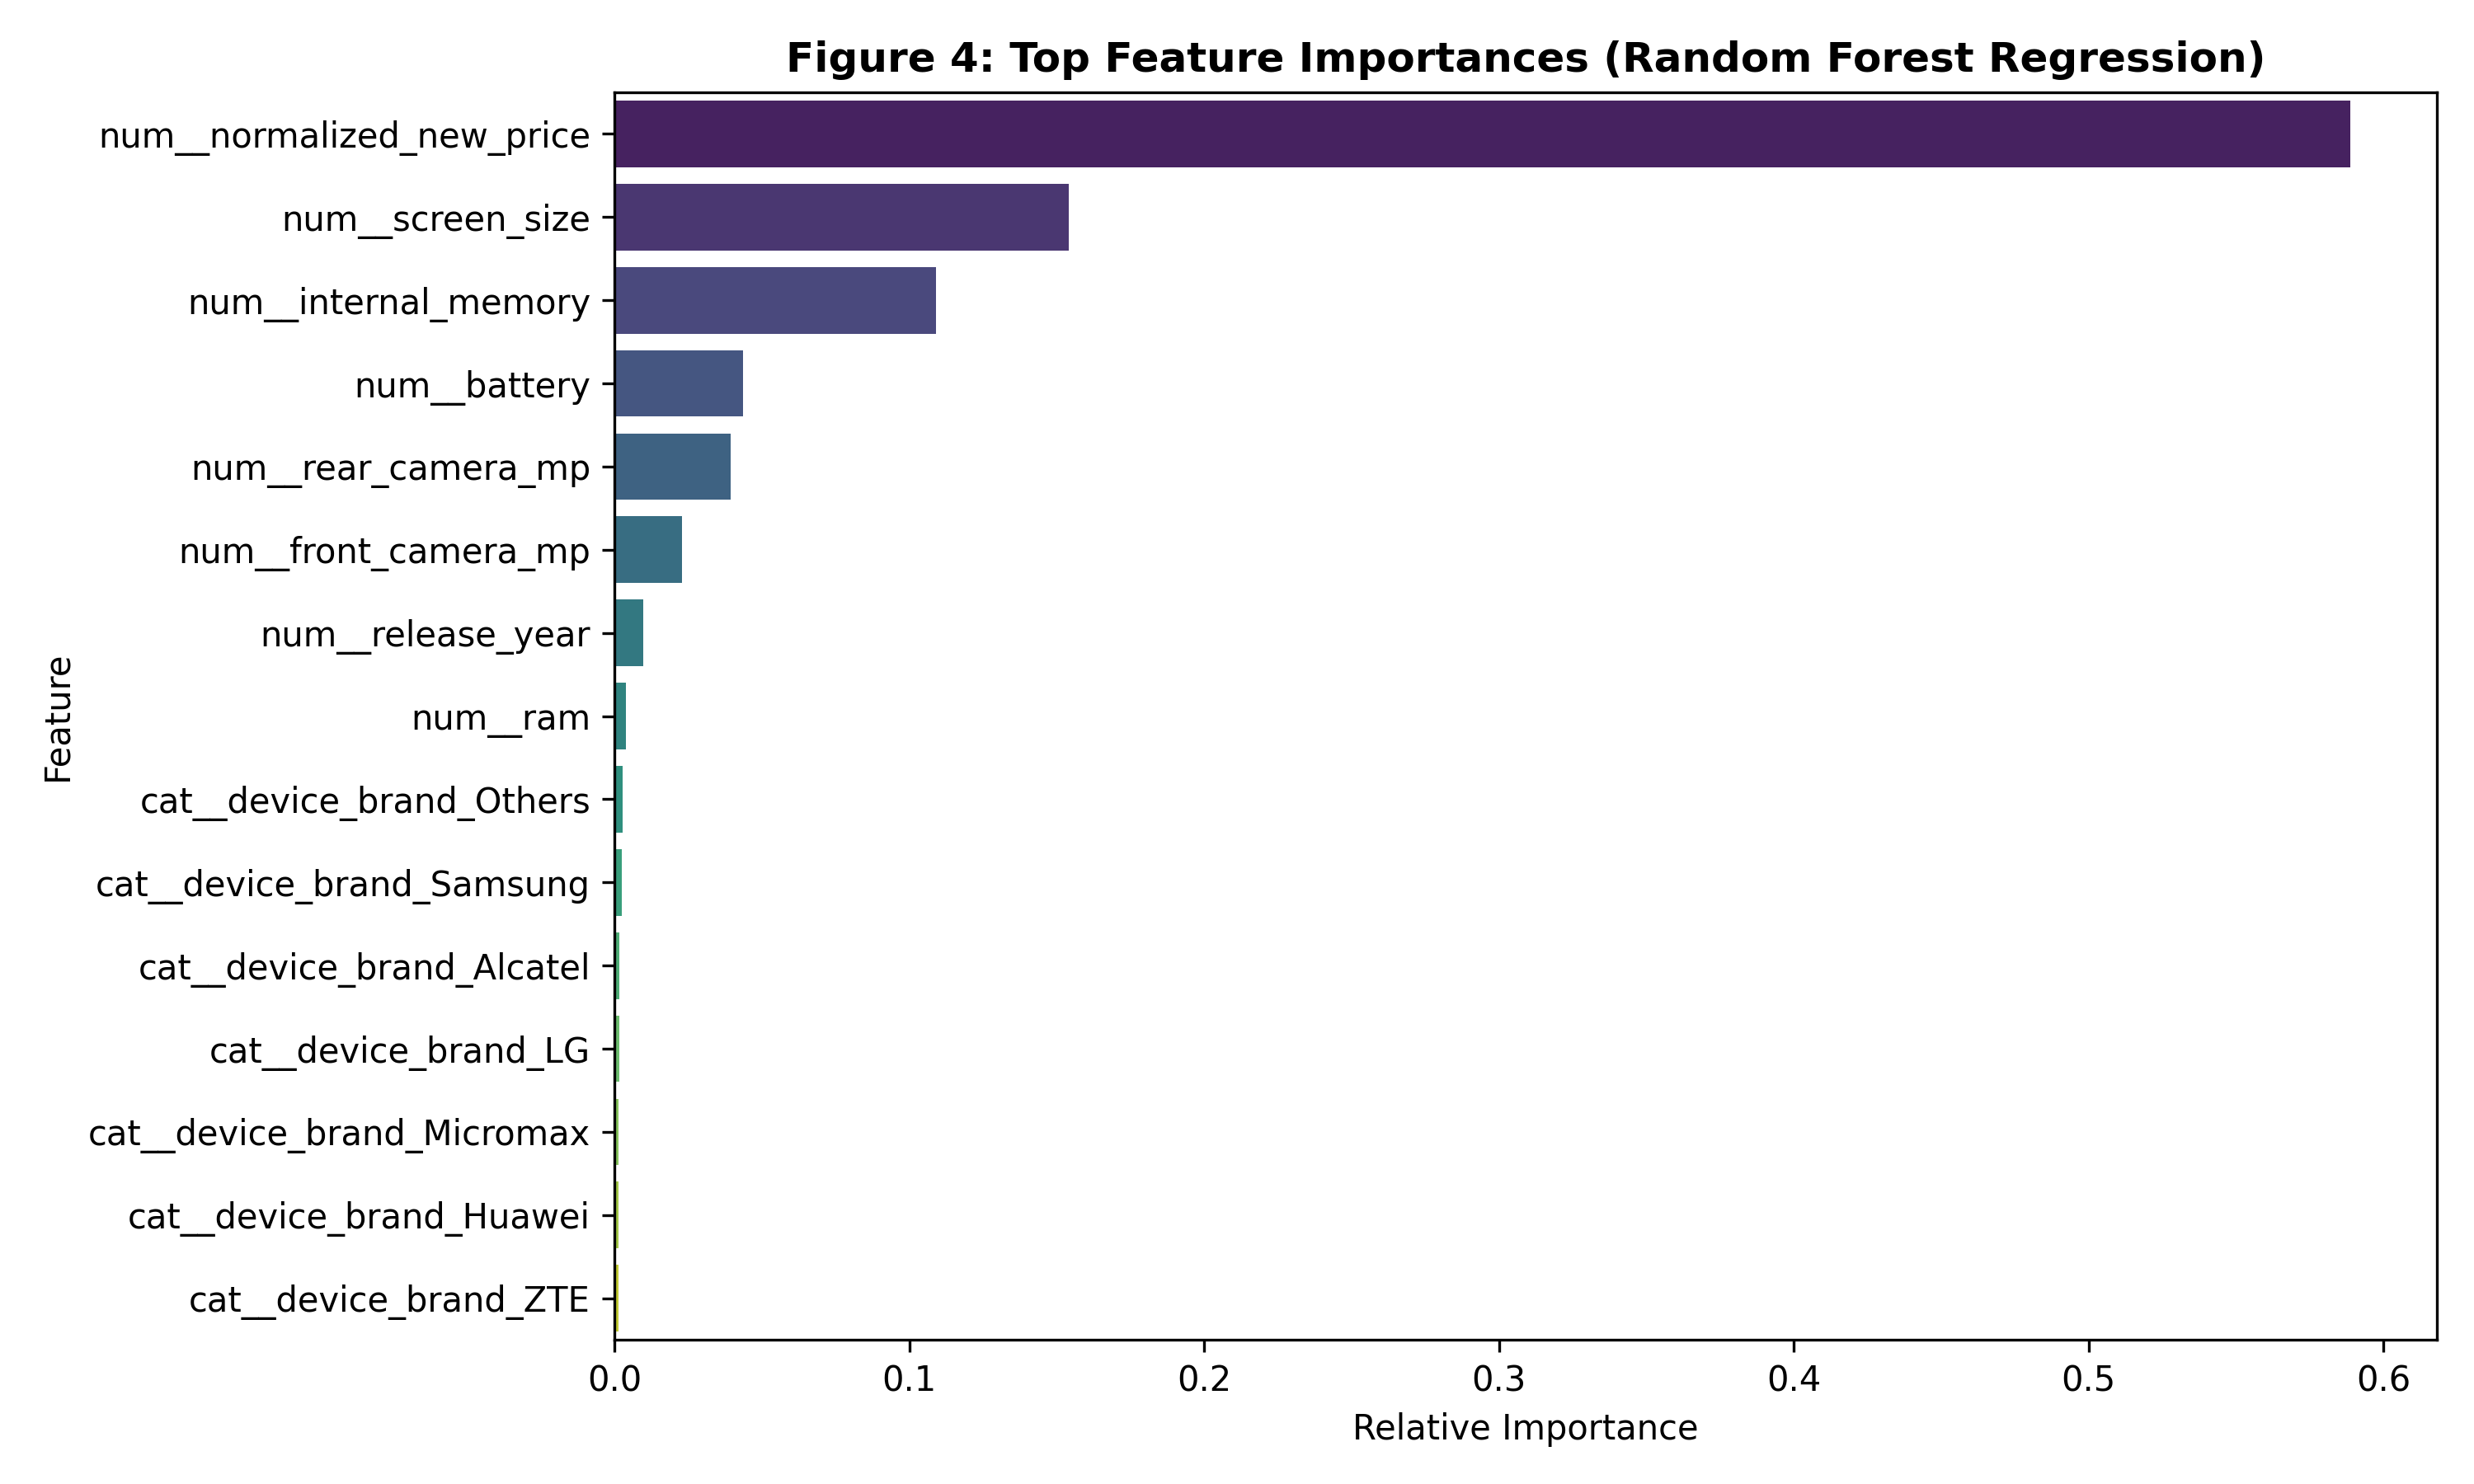 Figure 4: Top Feature Importances (Random Forest Regression)
num__normalized_new_price
num__screen_size
num__internal_memory
num__battery
num__rear_camera_mp
num__front_camera_mp
num__release_year
num__ram
cat__device_brand_Others
cat__device_brand_Samsung
cat__device_brand_Alcatel
cat__device_brand_LG
cat__device_brand_Micromax
cat__device_brand_Huawei
cat__device_brand_ZTE
Feature
0.0 0.1 0.2 0.3 0.4 0.5 0.6
Relative Importance